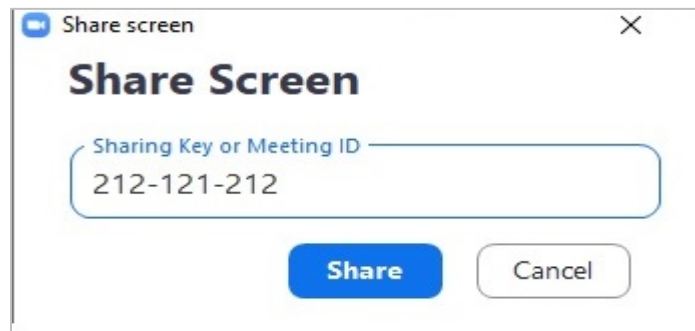 Share screen
Share Screen
Sharing Key or Meeting ID
212-121-212
Share Cancel